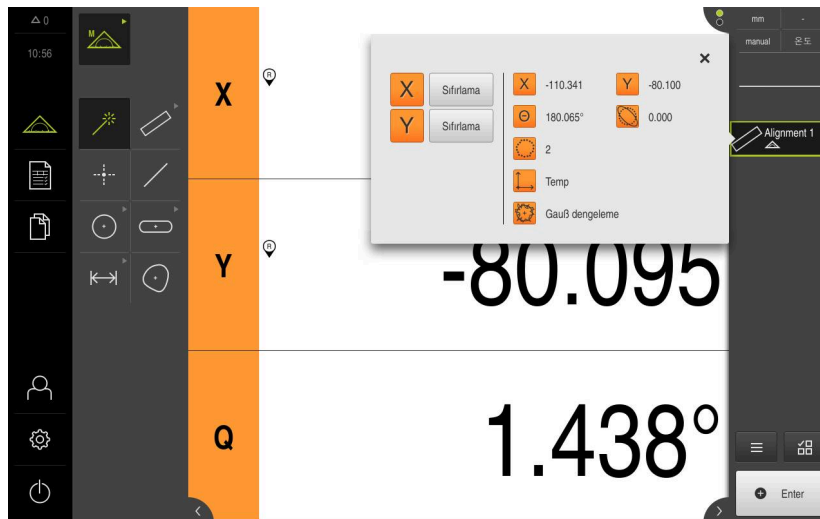 0
10:56
M
X
R
Y
R
-80.095
Q
1.438°
X Sıfırlama
Y Sıfırlama
X -110.341 Y -80.100
Θ 180.065° 0.000
2
Temp
Gauß dengeleme
mm -
manual 온도
Alignment 1
Enter